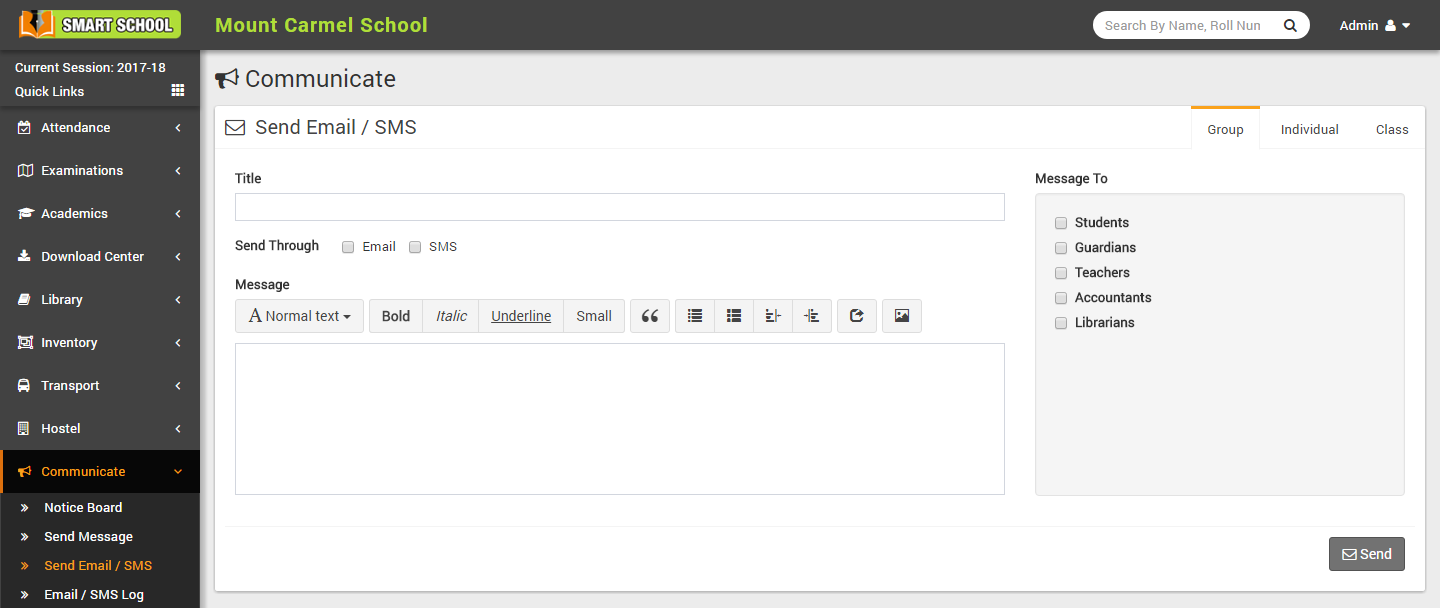 SMART SCHOOL
Mount Carmel School
Search By Name, Roll Nun
Admin
Current Session: 2017-18
Quick Links
Attendance
Examinations
Academics
Download Center
Library
Inventory
Transport
Hostel
Communicate
Notice Board
Send Message
Send Email / SMS
Email / SMS Log
Communicate
Send Email / SMS
Group Individual Class
Title
Send Through Email SMS
Message
A Normal text Bold Italic Underline Small
Message To
Students
Guardians
Teachers
Accountants
Librarians
Send